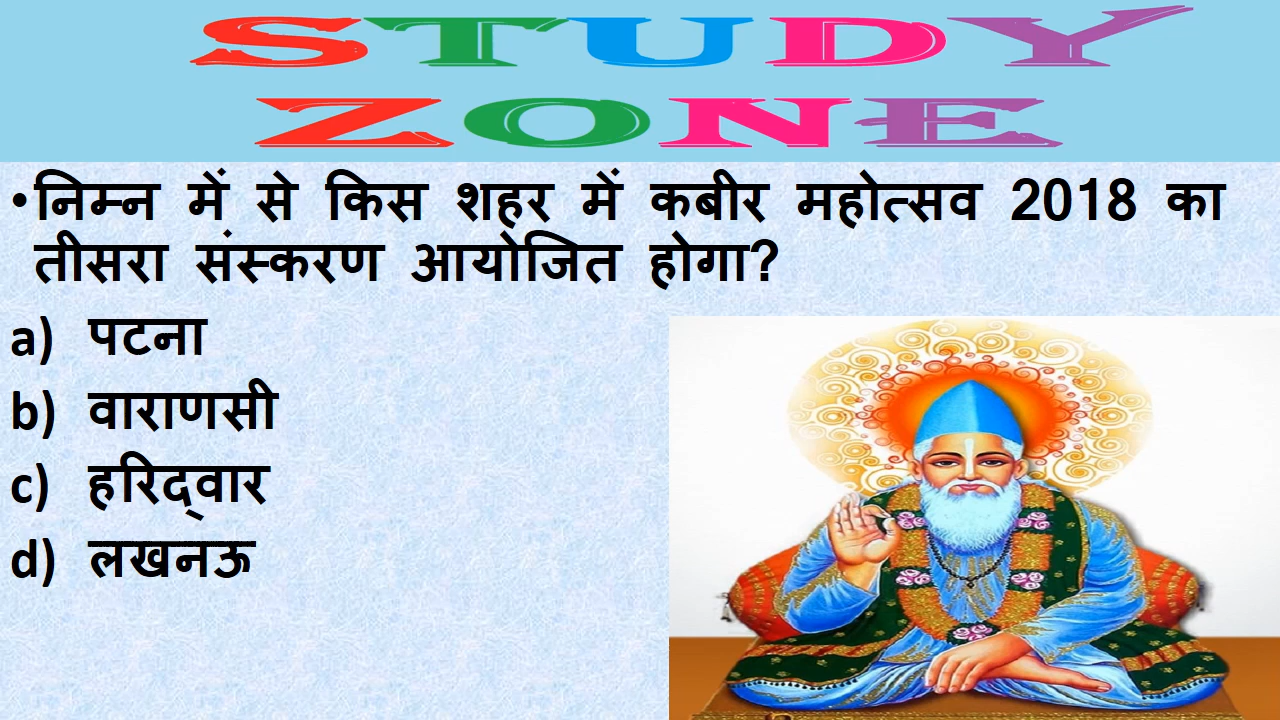 STUDY
ZONE
•निम्न में से किस शहर में कबीर महोत्सव 2018 का
तीसरा संस्करण आयोजित होगा?
a) पटना
b) वाराणसी
c) हरिद्वार
d) लखनऊ